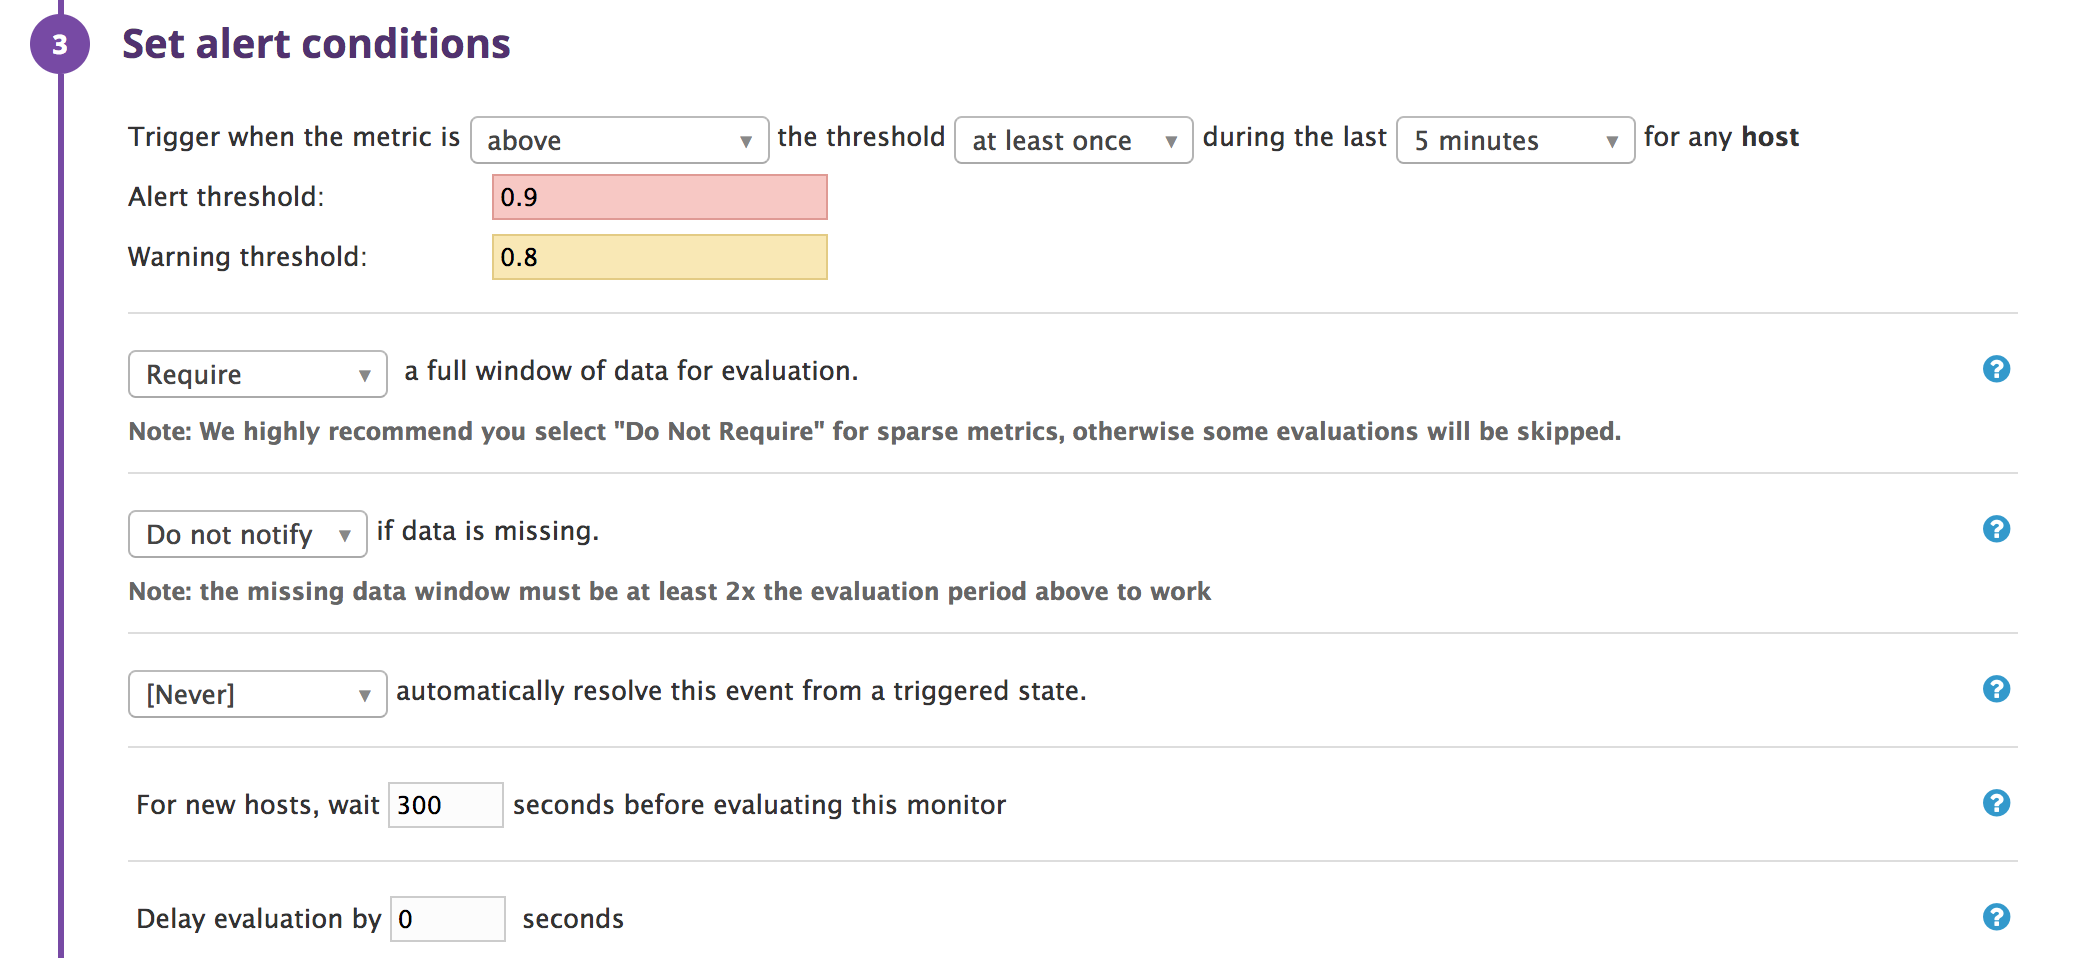 3 Set alert conditions
Trigger when the metric is above ▼ the threshold at least once ▼ during the last 5 minutes ▼ for any host
Alert threshold: 0.9
Warning threshold: 0.8
Require ▼ a full window of data for evaluation. ?
Note: We highly recommend you select "Do Not Require" for sparse metrics, otherwise some evaluations will be skipped.
Do not notify ▼ if data is missing. ?
Note: the missing data window must be at least 2x the evaluation period above to work
[Never] ▼ automatically resolve this event from a triggered state. ?
For new hosts, wait 300 seconds before evaluating this monitor ?
Delay evaluation by 0 seconds ?